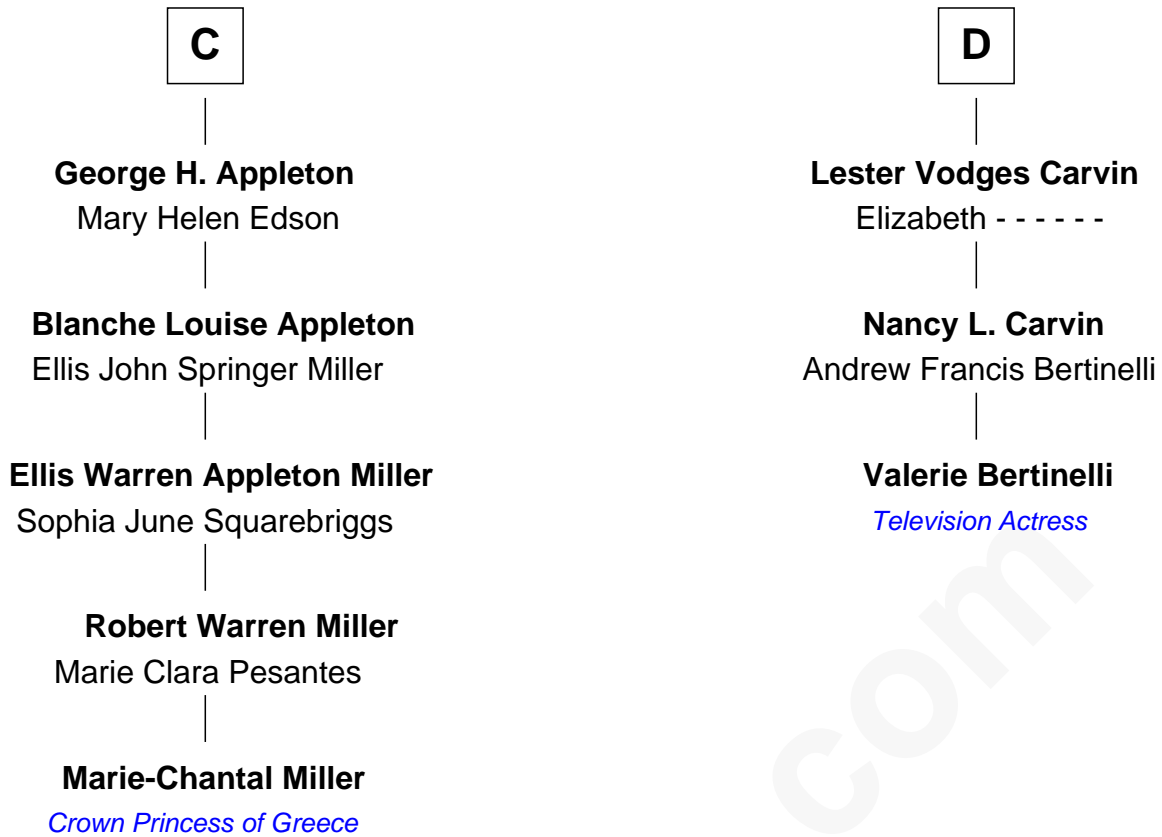 C
George H. Appleton
Mary Helen Edson
Blanche Louise Appleton
Ellis John Springer Miller
Ellis Warren Appleton Miller
Sophia June Squarebriggs
Robert Warren Miller
Marie Clara Pesantes
Marie-Chantal Miller
Crown Princess of Greece
D
Lester Vodges Carvin
Elizabeth - - - - - -
Nancy L. Carvin
Andrew Francis Bertinelli
Valerie Bertinelli
Television Actress
com